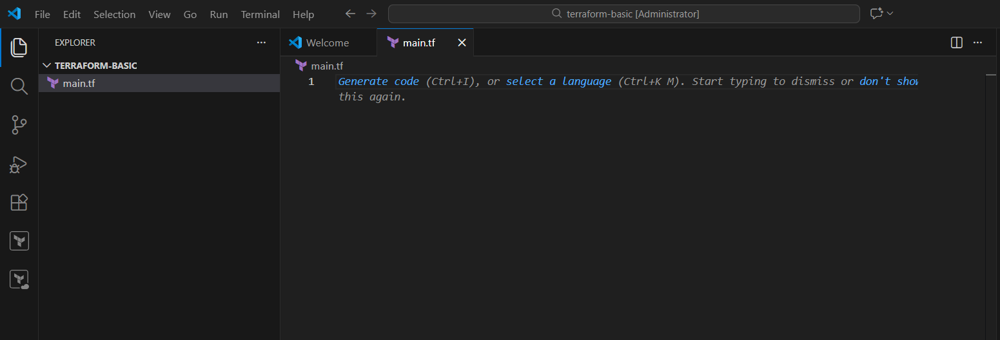 File Edit Selection View Go Run Terminal Help
terraform-basic [Administrator]
EXPLORER
Welcome
main.tf
TERRAFORM-BASIC
main.tf
main.tf
1
Generate code (Ctrl+I), or select a language (Ctrl+K M). Start typing to dismiss or don't show
this again.